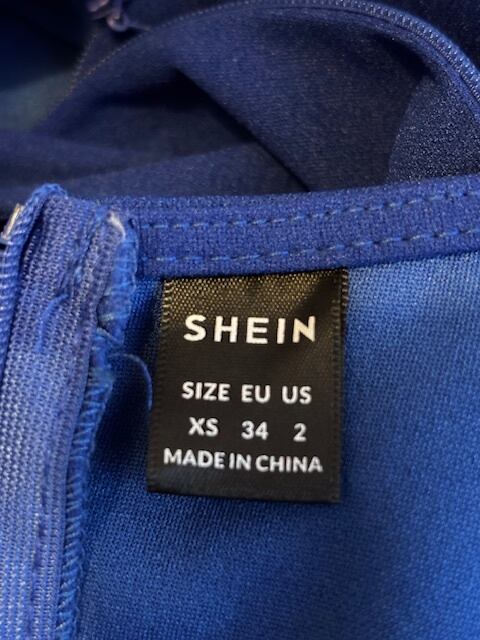 SHEIN
SIZE EU US
XS 34 2
MADE IN CHINA